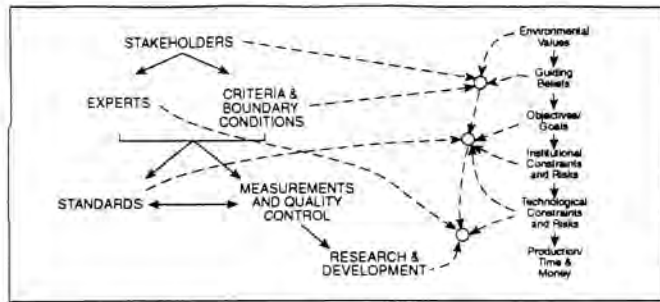 STAKEHOLDERS
EXPERTS
CRITERIA &
BOUNDARY
CONDITIONS
STANDARDS
MEASUREMENTS
AND QUALITY
CONTROL
RESEARCH &
DEVELOPMENT
Environmental
Values
Guiding
Beliefs
Objectives/
Goals
Institutional
Constraints
and Risks
Technological
Constraints
and Risks
Production/
Time &
Money